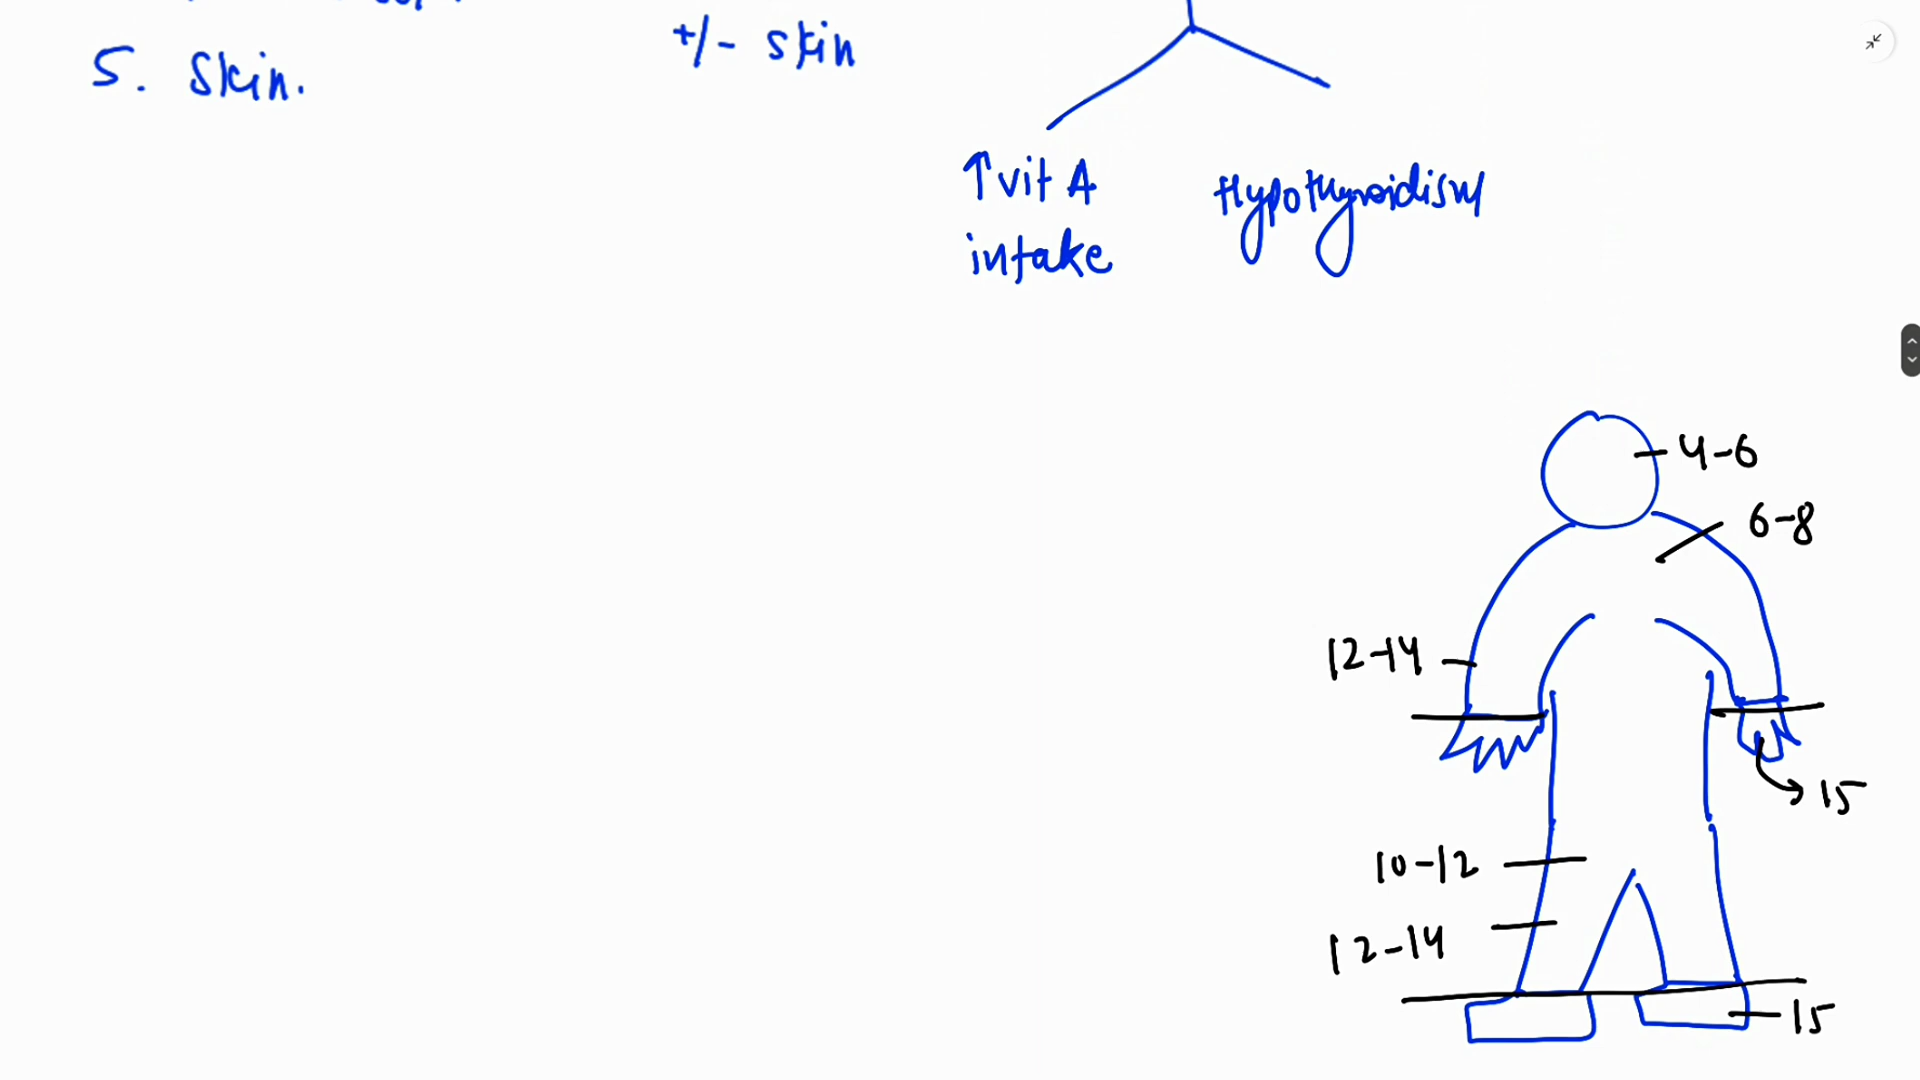 5. Skin.
+/- skin
↑ vit A
intake
Hypothyroidism
4-6
6-8
12-14
15
10-12
12-14
15